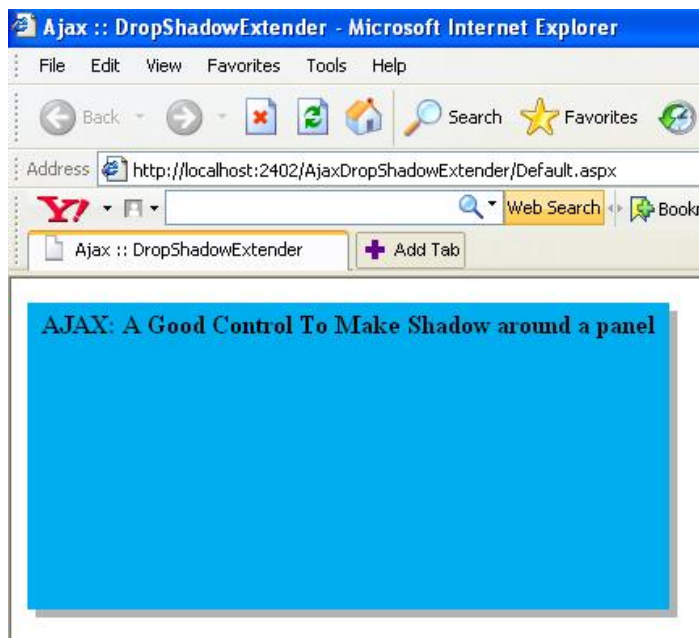 Ajax :: DropShadowExtender - Microsoft Internet Explorer
File Edit View Favorites Tools Help
Back Search Favorites
Address http://localhost:2402/AjaxDropShadowExtender/Default.aspx
Y! Web Search Bookr
Ajax :: DropShadowExtender Add Tab
AJAX: A Good Control To Make Shadow around a panel